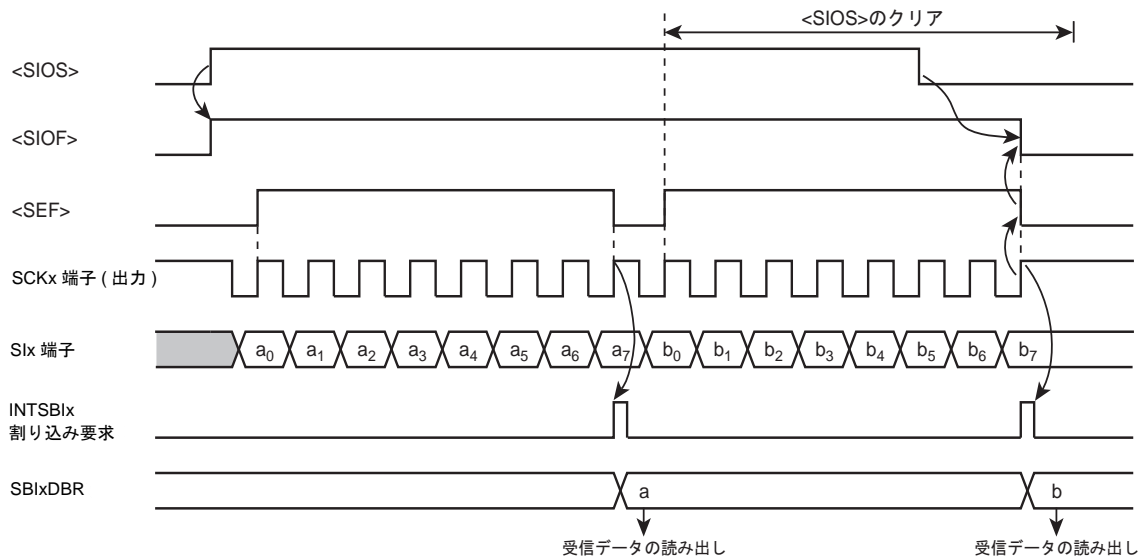 <SIOS>のクリア
<SIOS>
<SIOF>
<SEF>
SCKx 端子 ( 出力 )
SIx 端子
a0 a1 a2 a3 a4 a5 a6 a7 b0 b1 b2 b3 b4 b5 b6 b7
INTSBIx
割り込み要求
SBIxDBR
a
b
受信データの読み出し
受信データの読み出し